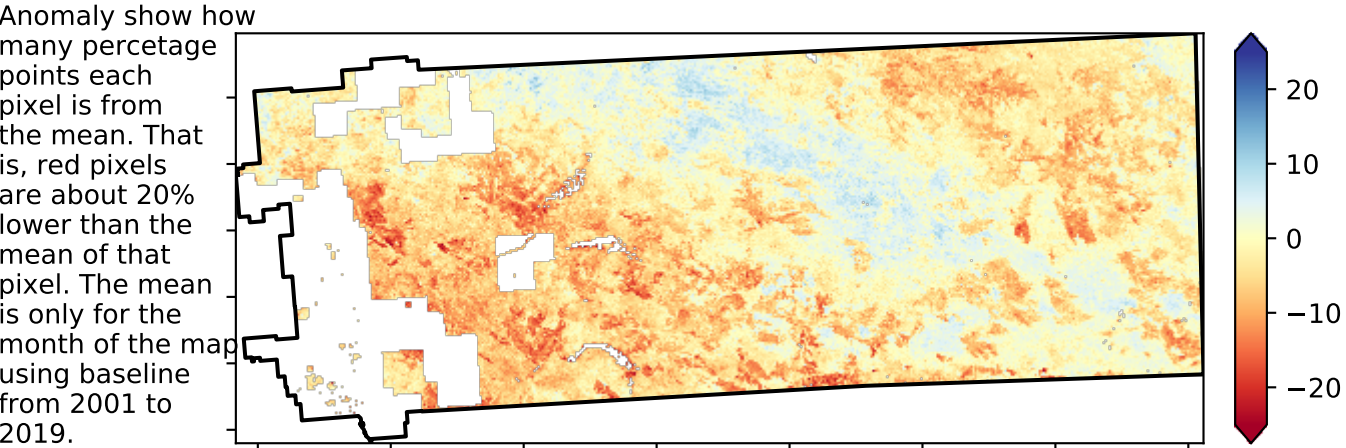 Anomaly show how
many percetage
points each
pixel is from
the mean. That
is, red pixels
are about 20%
lower than the
mean of that
pixel. The mean
is only for the
month of the map
using baseline
from 2001 to
2019.
20
10
0
−10
−20